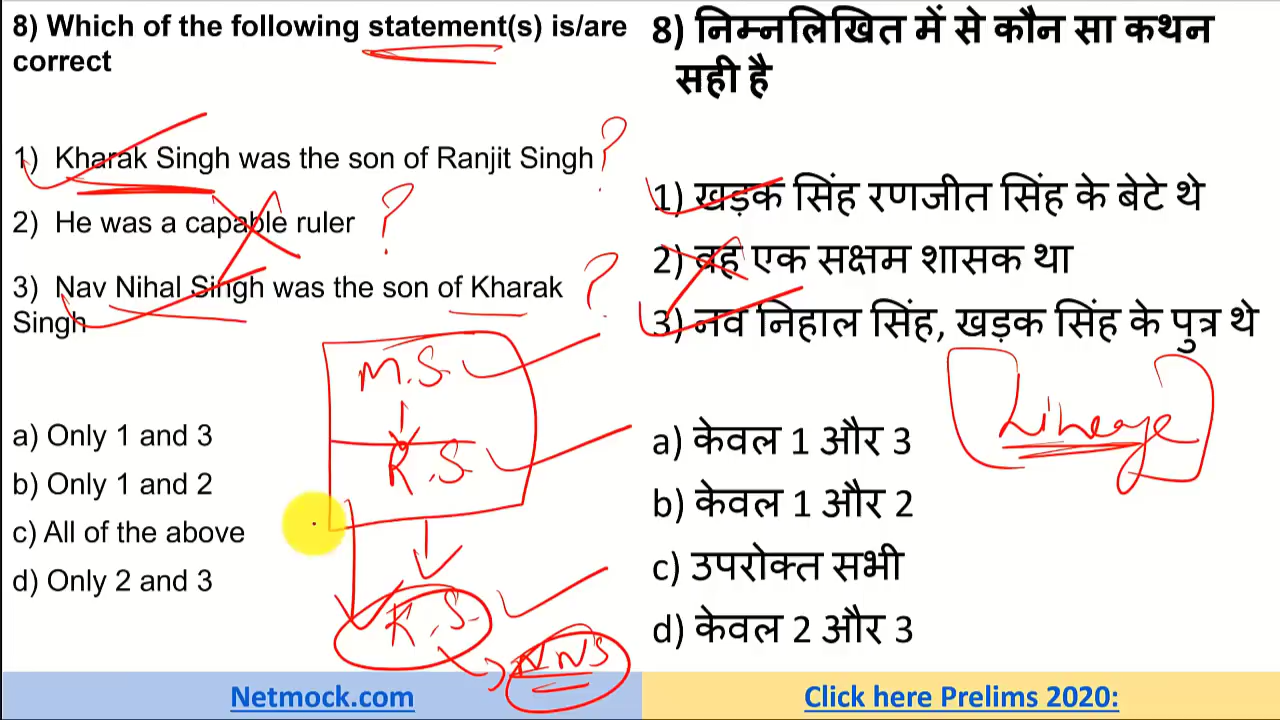 8) Which of the following statement(s) is/are
correct
1) Kharak Singh was the son of Ranjit Singh ?
2) He was a capable ruler ?
3) Nav Nihal Singh was the son of Kharak ?
Singh
a) Only 1 and 3
b) Only 1 and 2
c) All of the above
d) Only 2 and 3
M.S.
R.S.
K.S.
NNS
8) निम्नलिखित में से कौन सा कथन
सही है
1) खड़क सिंह रणजीत सिंह के बेटे थे
2) वह एक सक्षम शासक था
3) नव निहाल सिंह, खड़क सिंह के पुत्र थे
Lineage
a) केवल 1 और 3
b) केवल 1 और 2
c) उपरोक्त सभी
d) केवल 2 और 3
Netmock.com
Click here Prelims 2020: